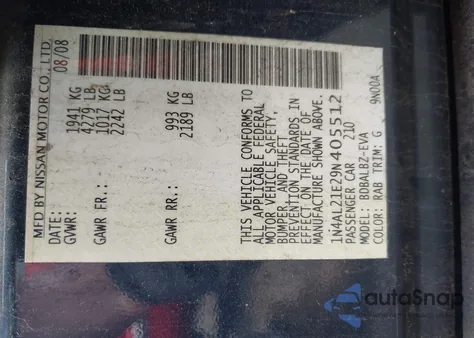 MFD BY NISSAN MOTOR CO., LTD.
DATE: 08/08
GVWR: 1941 KG
4279 LB
GAWR FR.: 1017 KG
2242 LB
GAWR RR.: 993 KG
2189 LB
THIS VEHICLE CONFORMS TO
ALL APPLICABLE FEDERAL
MOTOR VEHICLE SAFETY,
BUMPER, AND THEFT
PREVENTION STANDARDS IN
EFFECT ON THE DATE OF
MANUFACTURE SHOWN ABOVE.
1N4AL21E29N405512
PASSENGER CAR 210
MODEL: BDBALBZ-EVA
COLOR: RAB TRIM: G 9N00A
autoSnap